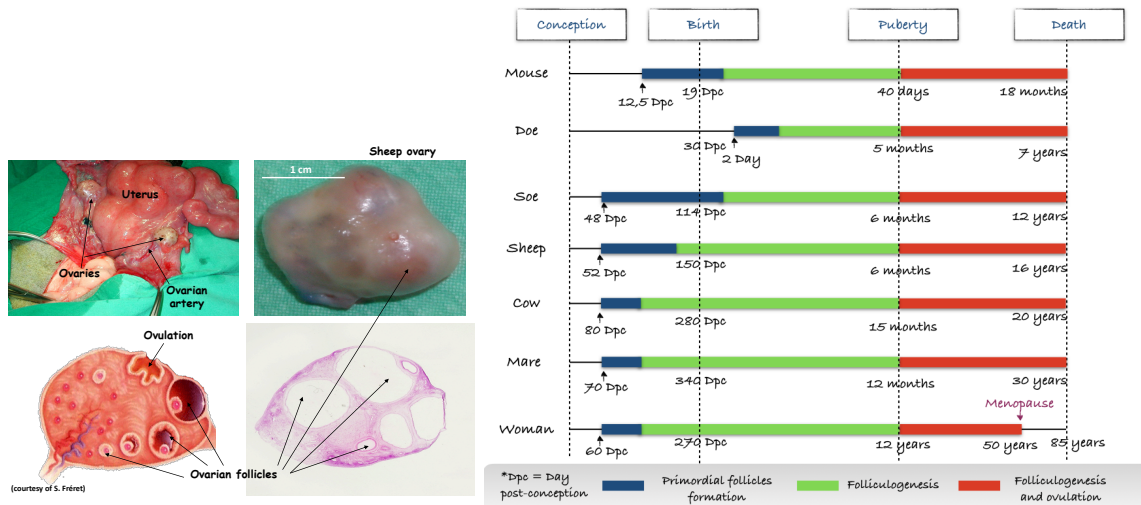 Sheep ovary
1 cm
Uterus
Ovaries
Ovarian
artery
Ovulation
Ovarian follicles
(courtesy of S. Fréret)
Conception Birth Puberty Death
Mouse
12,5 Dpc 19 Dpc 40 days 18 months
Doe
30 Dpc 2 Day 5 months 7 years
Soe
48 Dpc 114 Dpc 6 months 12 years
Sheep
52 Dpc 150 Dpc 6 months 16 years
Cow
80 Dpc 280 Dpc 15 months 20 years
Mare
70 Dpc 340 Dpc 12 months 30 years
Menopause
Woman
60 Dpc 270 Dpc 12 years 50 years 85 years
*Dpc = Day
post-conception
Primordial follicles
formation
Folliculogenesis
Folliculogenesis
and ovulation